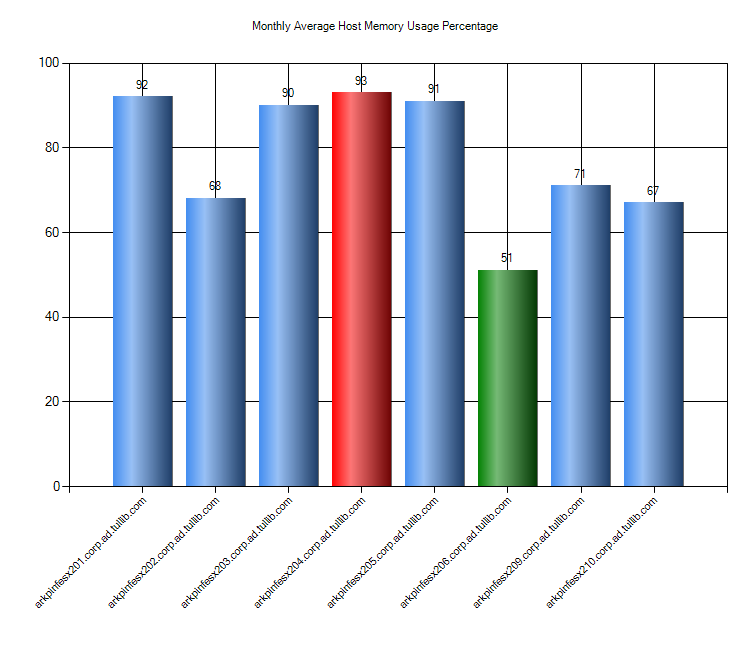 Monthly Average Host Memory Usage Percentage
100
80
60
40
20
0
92
68
90
93
91
51
71
67
arkpinfesx201.corp.ad.tullib.com
arkpinfesx202.corp.ad.tullib.com
arkpinfesx203.corp.ad.tullib.com
arkpinfesx204.corp.ad.tullib.com
arkpinfesx205.corp.ad.tullib.com
arkpinfesx206.corp.ad.tullib.com
arkpinfesx209.corp.ad.tullib.com
arkpinfesx210.corp.ad.tullib.com